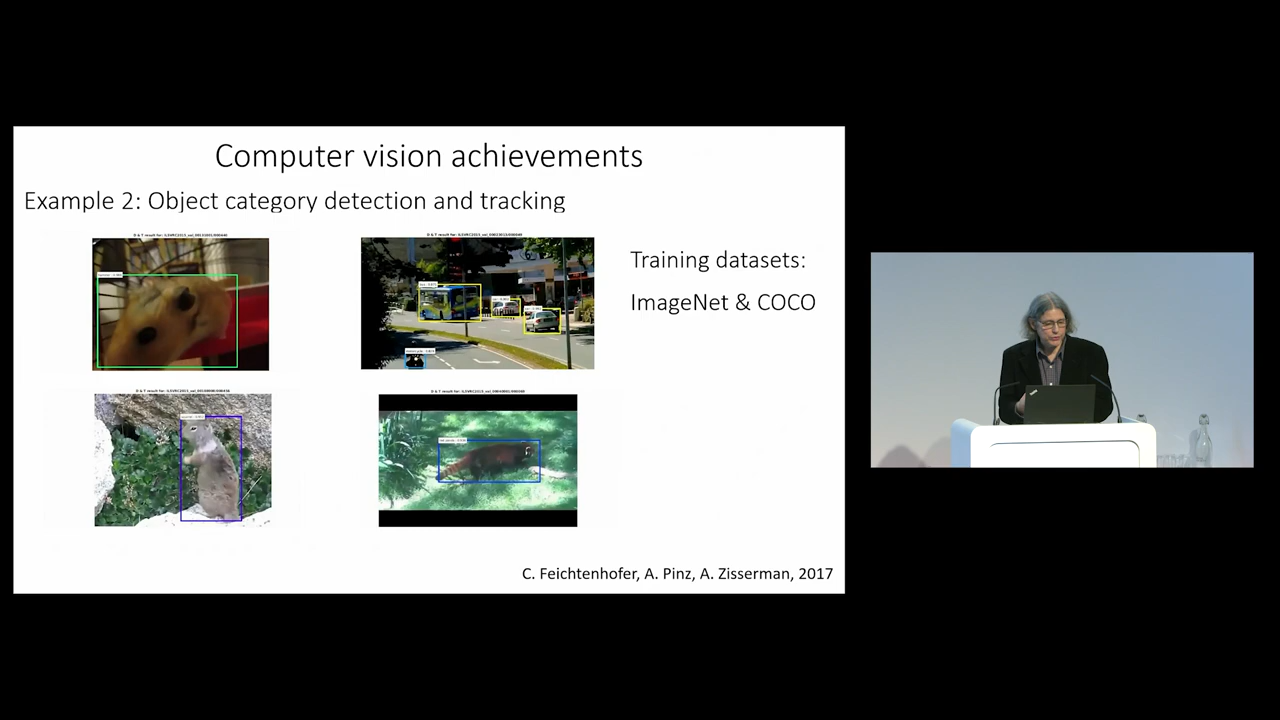 Computer vision achievements
Example 2: Object category detection and tracking
Training datasets:
ImageNet & COCO
C. Feichtenhofer, A. Pinz, A. Zisserman, 2017